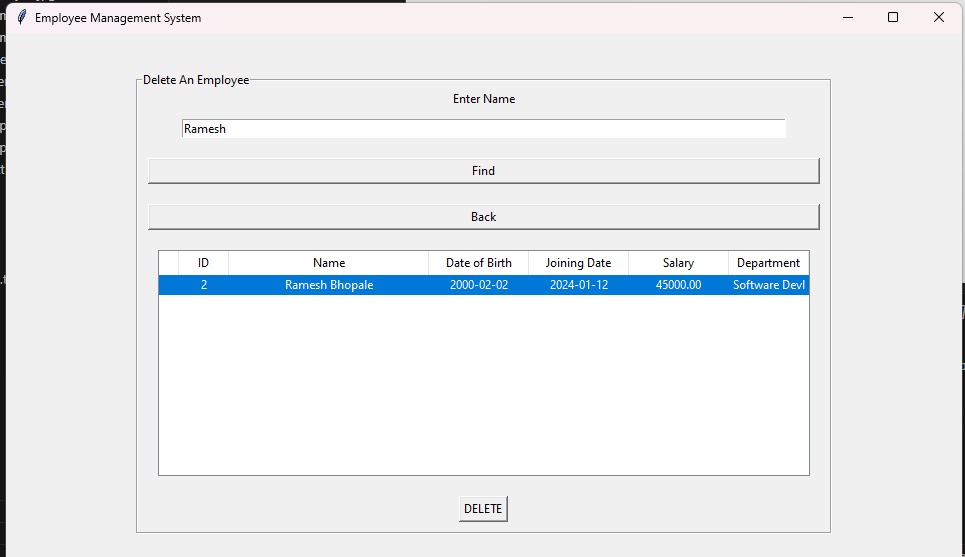 Employee Management System
Delete An Employee
Enter Name
Ramesh
Find
Back
ID Name Date of Birth Joining Date Salary Department
2 Ramesh Bhopale 2000-02-02 2024-01-12 45000.00 Software Devl
DELETE